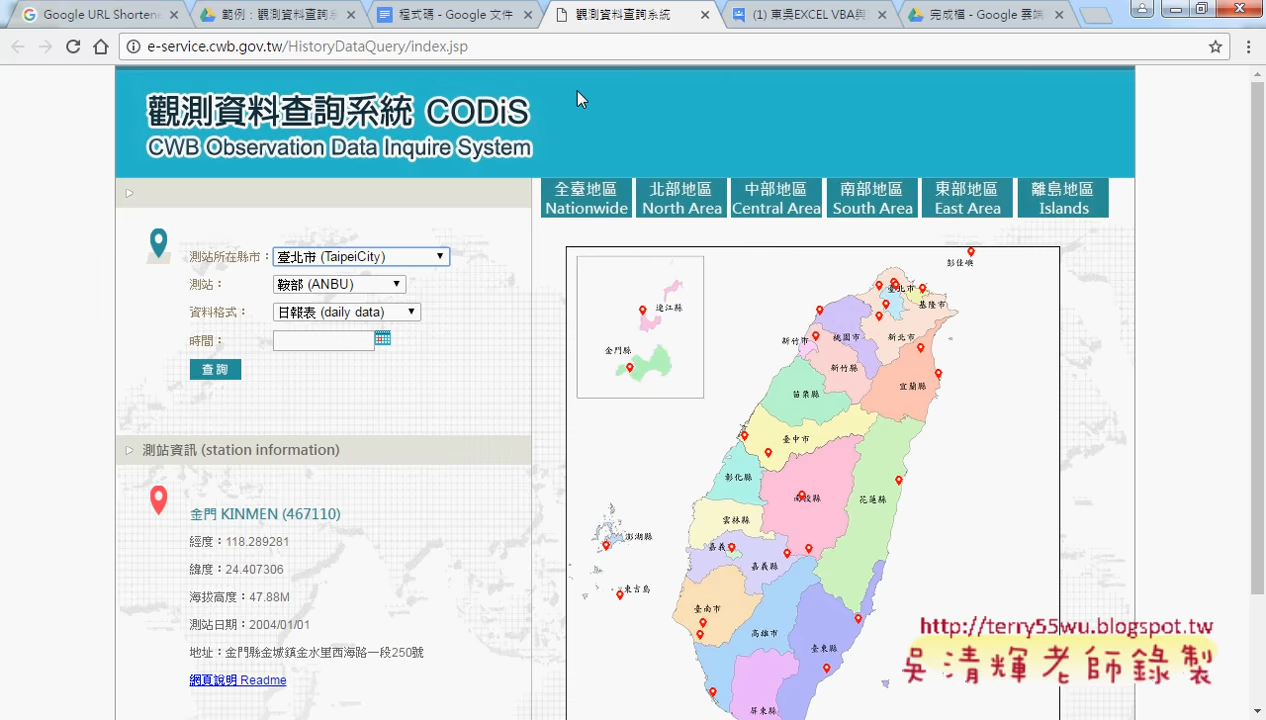 Google URL Shortene
範例：觀測資料查詢系
程式碼 - Google 文件
觀測資料查詢系統
(1) 東吳EXCEL VBA與
完成檔 - Google 雲端
e-service.cwb.gov.tw/HistoryDataQuery/index.jsp
觀測資料查詢系統 CODiS
CWB Observation Data Inquire System
全臺地區 北部地區 中部地區 南部地區 東部地區 離島地區
Nationwide North Area Central Area South Area East Area Islands
測站所在縣市： 臺北市 (TaipeiCity)
測站： 鞍部 (ANBU)
資料格式： 日報表 (daily data)
時間：
查詢
測站資訊 (station information)
金門 KINMEN (467110)
經度：118.289281
緯度：24.407306
海拔高度：47.88M
測站日期：2004/01/01
地址：金門縣金城鎮金水里西海路一段250號
網頁說明 Readme
彭佳嶼
臺北市
連江縣
基隆市
新竹市
桃園市
新北市
金門縣
新竹縣
宜蘭縣
苗栗縣
臺中市
彰化縣
南投縣
花蓮縣
雲林縣
澎湖縣
嘉義縣
東吉島
臺南市
高雄市
臺東縣
屏東縣
http://terry55wu.blogspot.tw
吳清輝老師錄製